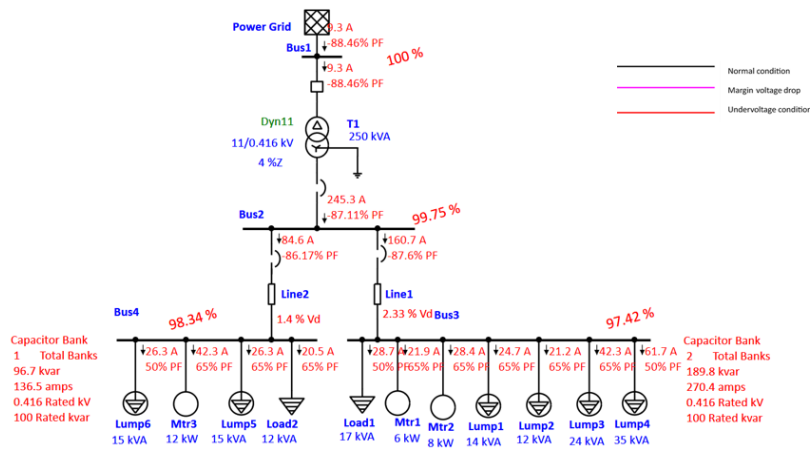 Power Grid
9.3 A
-88.46% PF
Bus1
100 %
9.3 A
-88.46% PF
Normal condition
Margin voltage drop
Undervoltage condition
Dyn11
T1
250 kVA
11/0.416 kV
4 %Z
245.3 A
-87.11% PF
Bus2
99.75 %
84.6 A
-86.17% PF
160.7 A
-87.6% PF
Line2
Line1
1.4 % Vd
2.33 % Vd
Bus4
98.34 %
Bus3
97.42 %
Capacitor Bank
1 Total Banks
96.7 kvar
136.5 amps
0.416 Rated kV
100 Rated kvar
26.3 A 42.3 A 26.3 A 20.5 A
50% PF 65% PF 65% PF 65% PF
28.7 A 21.9 A 28.4 A 24.7 A 21.2 A 42.3 A 61.7 A
50% PF 65% PF 65% PF 65% PF 65% PF 65% PF 50% PF
Capacitor Bank
2 Total Banks
189.8 kvar
270.4 amps
0.416 Rated kV
100 Rated kvar
Lump6 Mtr3 Lump5 Load2
15 kVA 12 kW 15 kVA 12 kVA
Load1 Mtr1 Mtr2 Lump1 Lump2 Lump3 Lump4
17 kVA 6 kW 8 kW 14 kVA 12 kVA 24 kVA 35 kVA